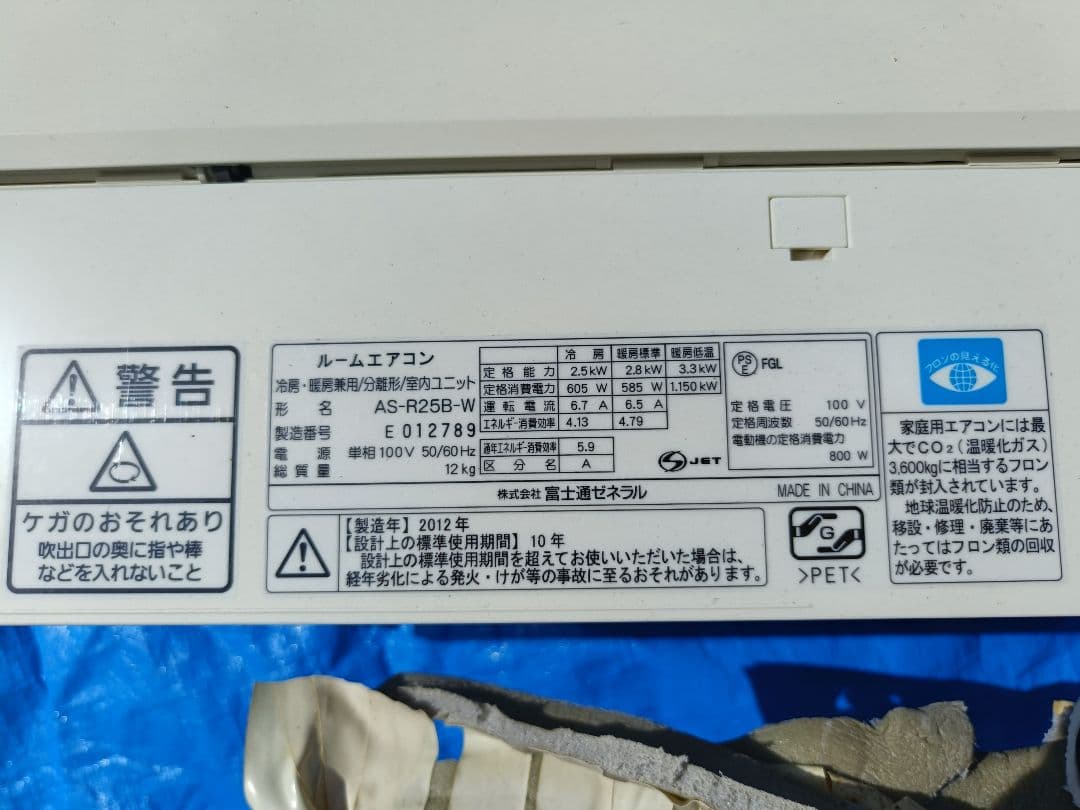 警告
ケガのおそれあり
吹出口の奥に指や棒
などを入れないこと
ルームエアコン
冷房・暖房兼用/分離形/室内ユニット
形名 AS-R25B-W
製造番号 E 012789
電源 単相100V 50/60Hz
総質量 12kg
冷房 暖房標準 暖房低温
定格能力 2.5kW 2.8kW 3.3kW
定格消費電力 605 W 585 W 1.150kW
運転電流 6.7 A 6.5 A
エネルギー消費効率 4.13 4.79
通年エネルギー消費効率 5.9
区分名 A
JET
PS
E
FGL
定格電圧 100 V
定格周波数 50/60Hz
電動機の定格消費電力
800 W
株式会社 富士通ゼネラル
MADE IN CHINA
【製造年】2012年
【設計上の標準使用期間】10年
設計上の標準使用期間を超えてお使いいただいた場合は、
経年劣化による発火・けが等の事故に至るおそれがあります。
G
>PET<
フロンの見える化
家庭用エアコンには最
大でCO2(温暖化ガス)
3,600kgに相当するフロン
類が封入されています。
地球温暖化防止のため、
移設・修理・廃棄等にあ
たってはフロン類の回収
が必要です。